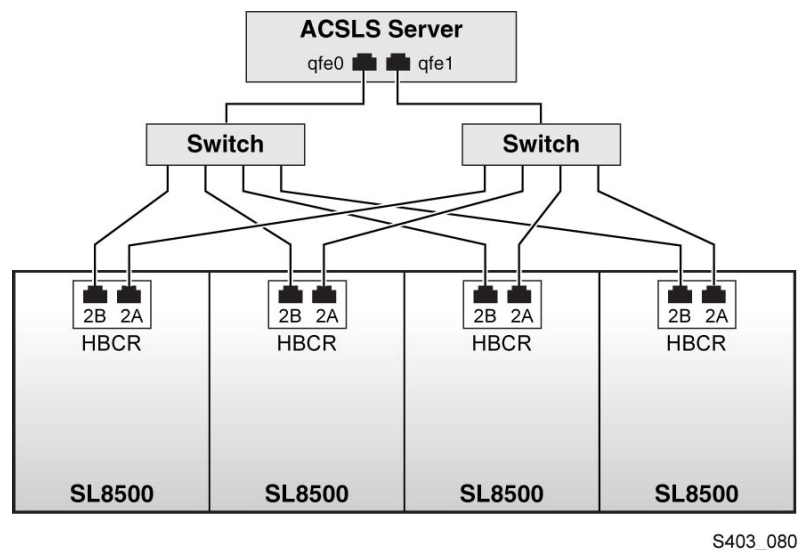 ACSLS Server
qfe0 qfe1
Switch Switch
2B 2A 2B 2A 2B 2A 2B 2A
HBCR HBCR HBCR HBCR
SL8500 SL8500 SL8500 SL8500
S403_080